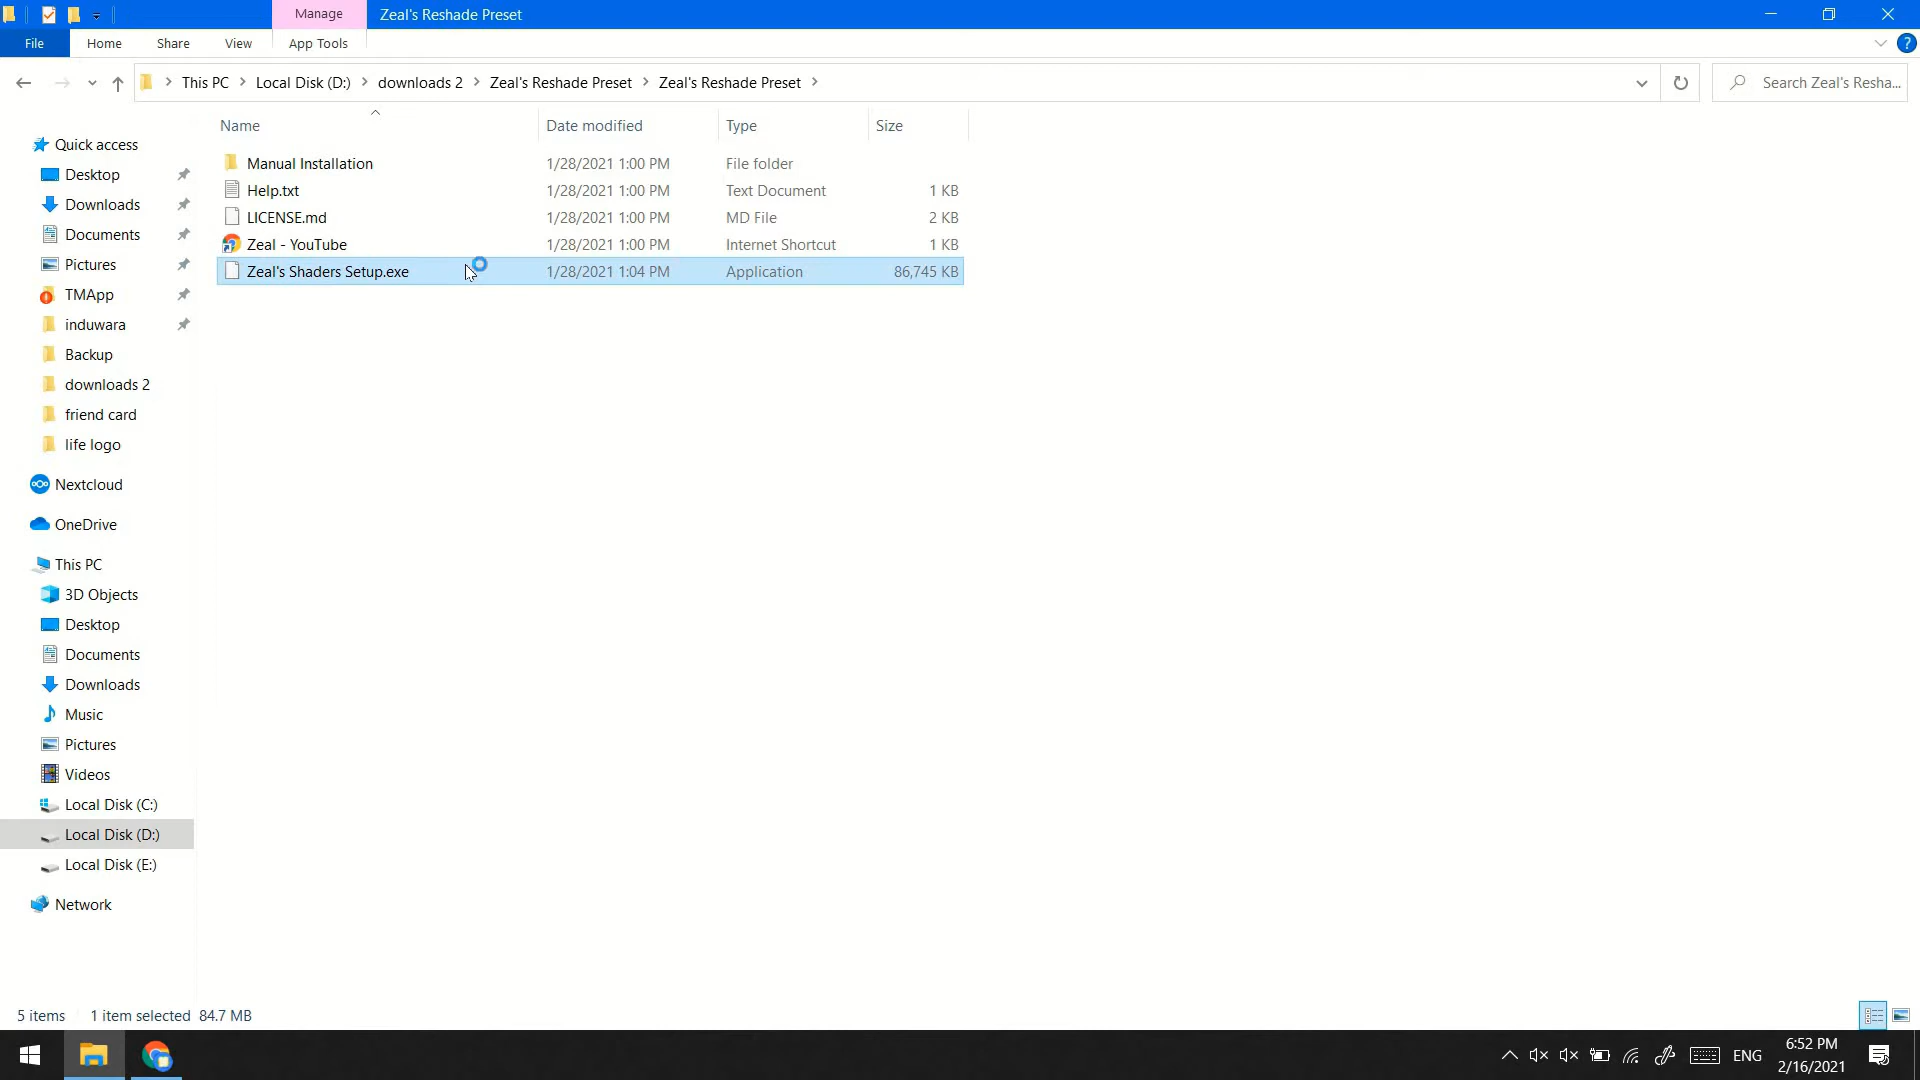 Manage
Zeal's Reshade Preset
File
Home
Share
View
App Tools
This PC
Local Disk (D:)
downloads 2
Zeal's Reshade Preset
Zeal's Reshade Preset
Search Zeal's Resha...
Name
Date modified
Type
Size
Manual Installation 1/28/2021 1:00 PM File folder
Help.txt 1/28/2021 1:00 PM Text Document 1 KB
LICENSE.md 1/28/2021 1:00 PM MD File 2 KB
Zeal - YouTube 1/28/2021 1:00 PM Internet Shortcut 1 KB
Zeal's Shaders Setup.exe 1/28/2021 1:04 PM Application 86,745 KB
Quick access
Desktop
Downloads
Documents
Pictures
TMApp
induwara
Backup
downloads 2
friend card
life logo
Nextcloud
OneDrive
This PC
3D Objects
Desktop
Documents
Downloads
Music
Pictures
Videos
Local Disk (C:)
Local Disk (D:)
Local Disk (E:)
Network
5 items 1 item selected 84.7 MB
ENG
6:52 PM
2/16/2021